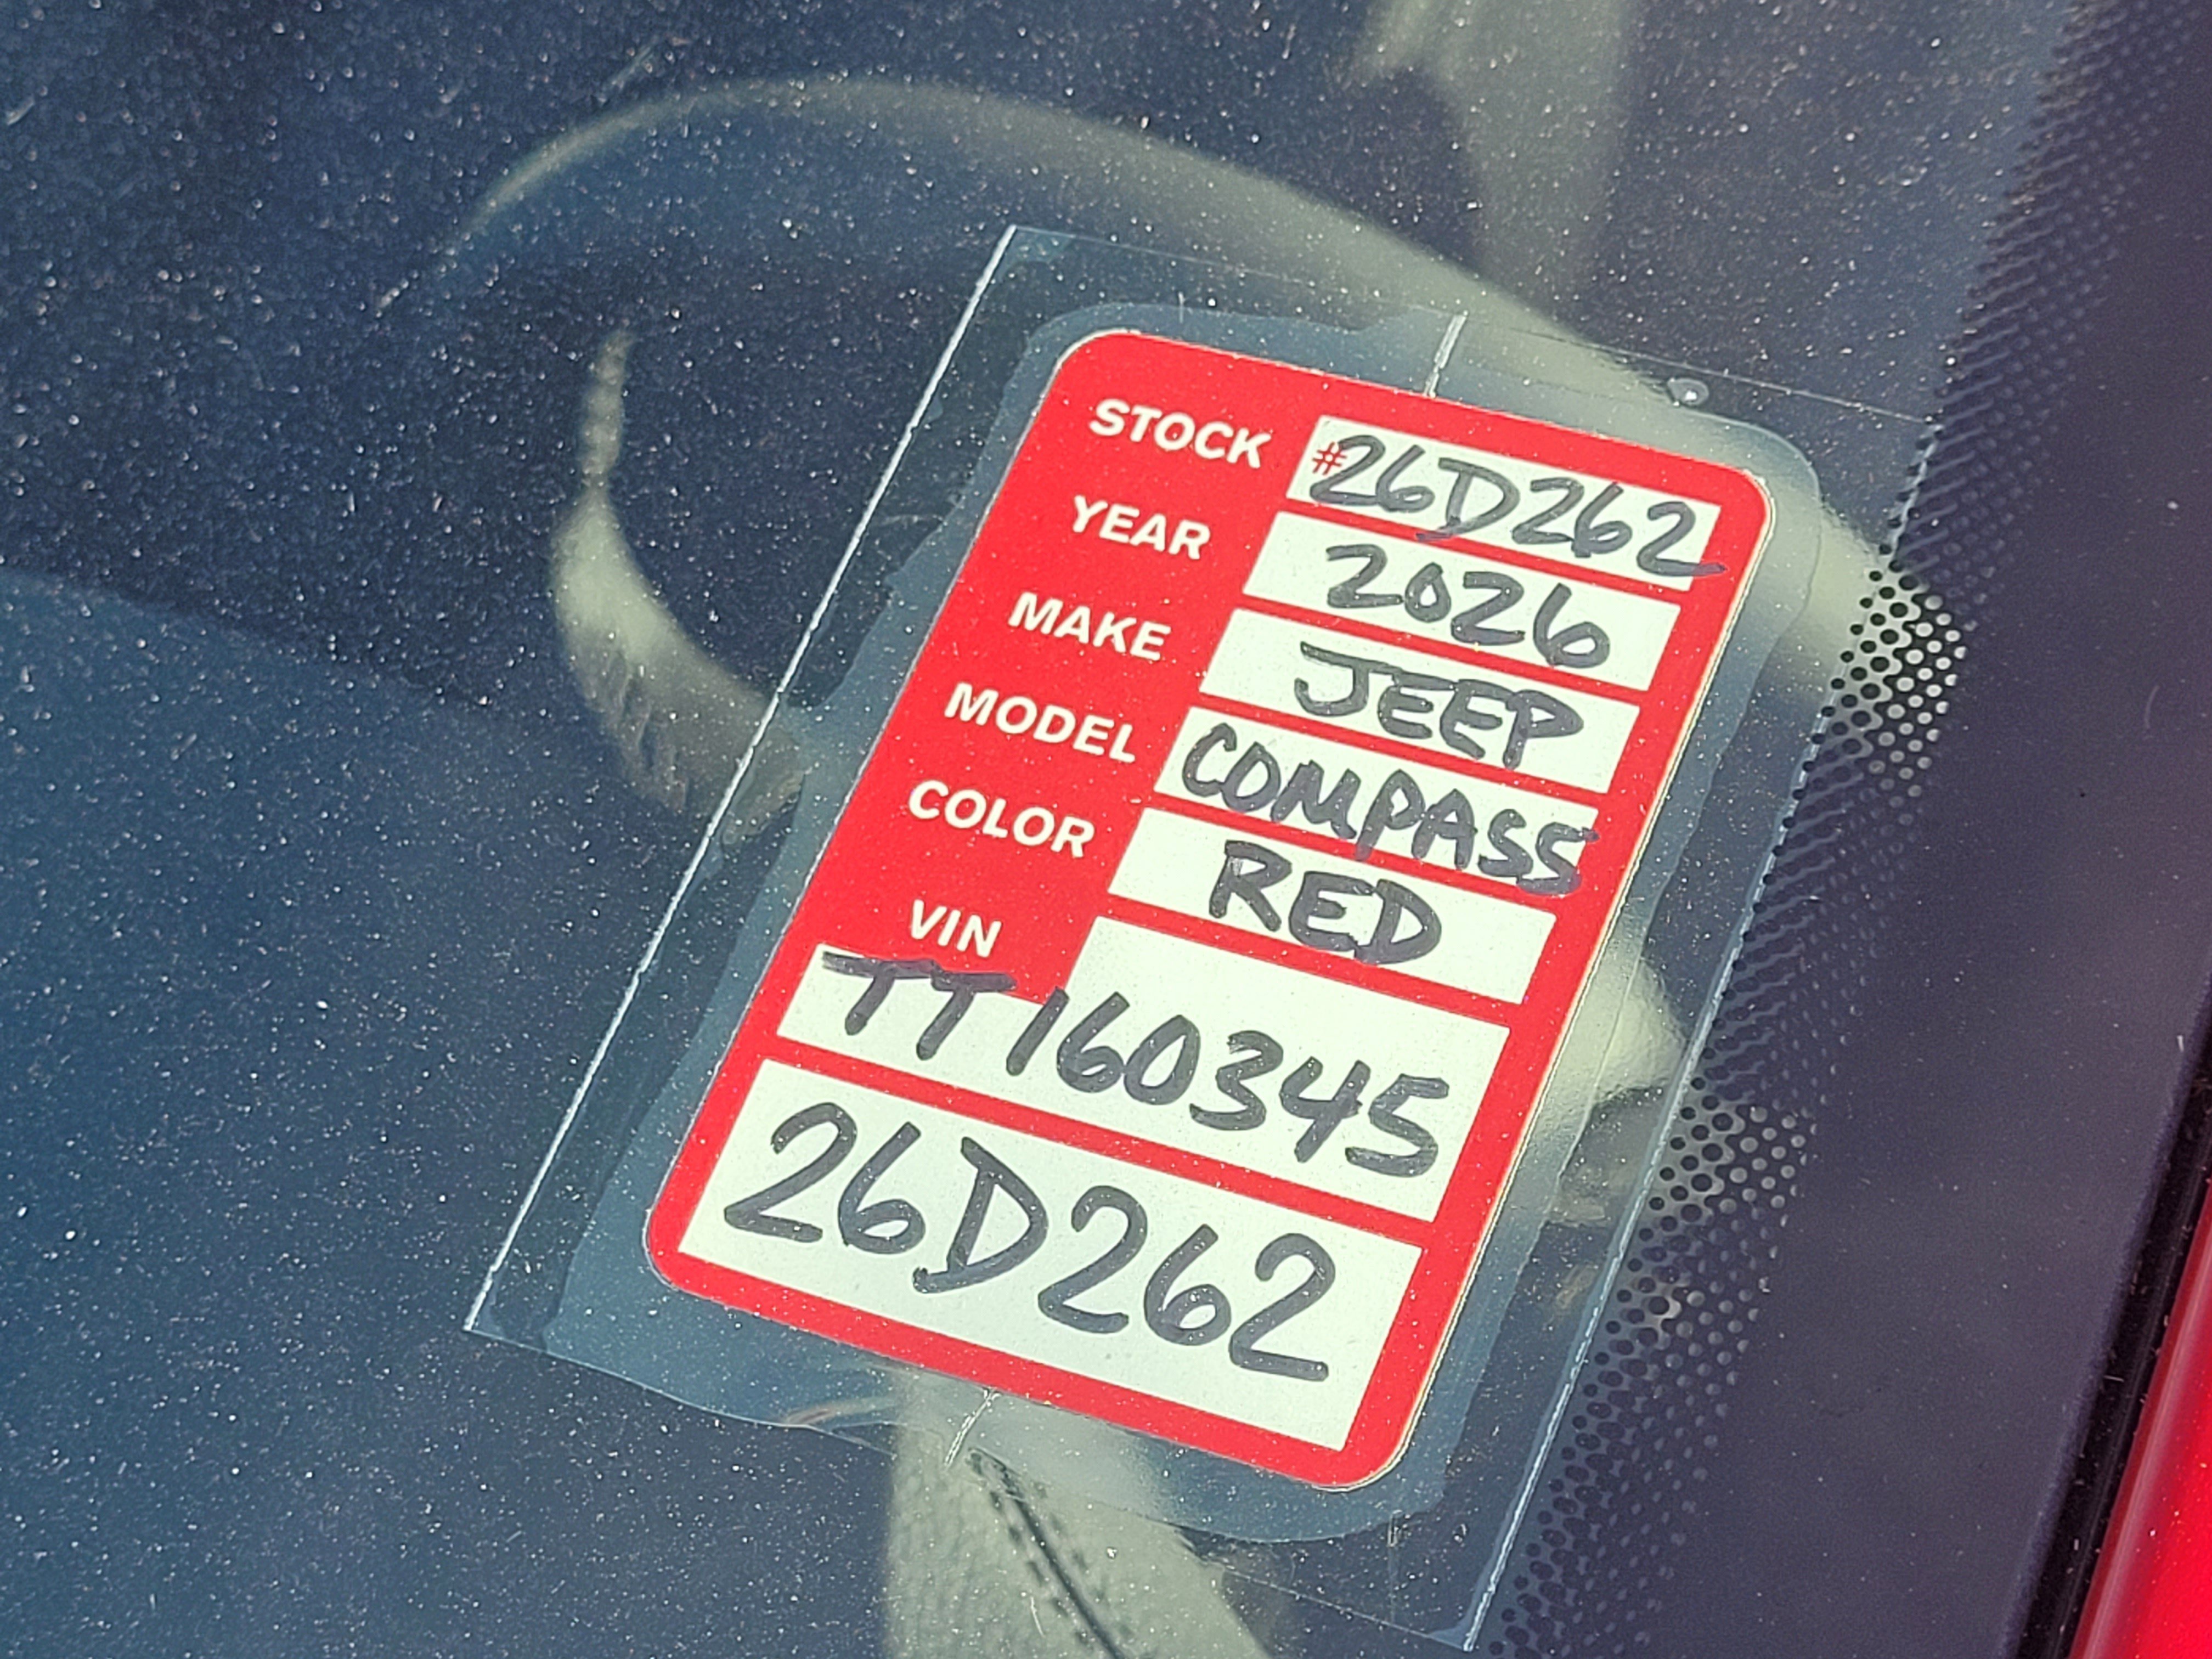 STOCK #26D262
YEAR 2026
MAKE JEEP
MODEL COMPASS
COLOR RED
VIN
TT160345
26D262